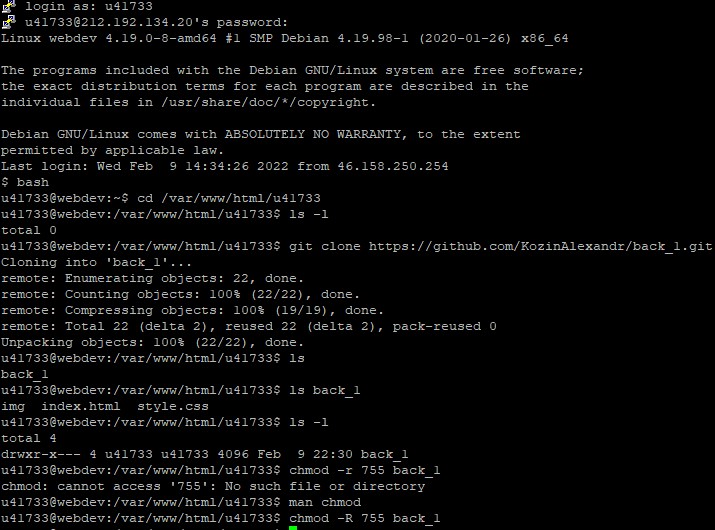 login as: u41733
u41733@212.192.134.20's password:
Linux webdev 4.19.0-8-amd64 #1 SMP Debian 4.19.98-1 (2020-01-26) x86_64
The programs included with the Debian GNU/Linux system are free software;
the exact distribution terms for each program are described in the
individual files in /usr/share/doc/*/copyright.
Debian GNU/Linux comes with ABSOLUTELY NO WARRANTY, to the extent
permitted by applicable law.
Last login: Wed Feb  9 14:34:26 2022 from 46.158.250.254
$ bash
u41733@webdev:~$ cd /var/www/html/u41733
u41733@webdev:/var/www/html/u41733$ ls -l
total 0
u41733@webdev:/var/www/html/u41733$ git clone https://github.com/KozinAlexandr/back_1.git
Cloning into 'back_1'...
remote: Enumerating objects: 22, done.
remote: Counting objects: 100% (22/22), done.
remote: Compressing objects: 100% (19/19), done.
remote: Total 22 (delta 2), reused 22 (delta 2), pack-reused 0
Unpacking objects: 100% (22/22), done.
u41733@webdev:/var/www/html/u41733$ ls
back_1
u41733@webdev:/var/www/html/u41733$ ls back_1
img  index.html  style.css
u41733@webdev:/var/www/html/u41733$ ls -l
total 4
drwxr-x--- 4 u41733 u41733 4096 Feb  9 22:30 back_1
u41733@webdev:/var/www/html/u41733$ chmod -r 755 back_1
chmod: cannot access '755': No such file or directory
u41733@webdev:/var/www/html/u41733$ man chmod
u41733@webdev:/var/www/html/u41733$ chmod -R 755 back_1